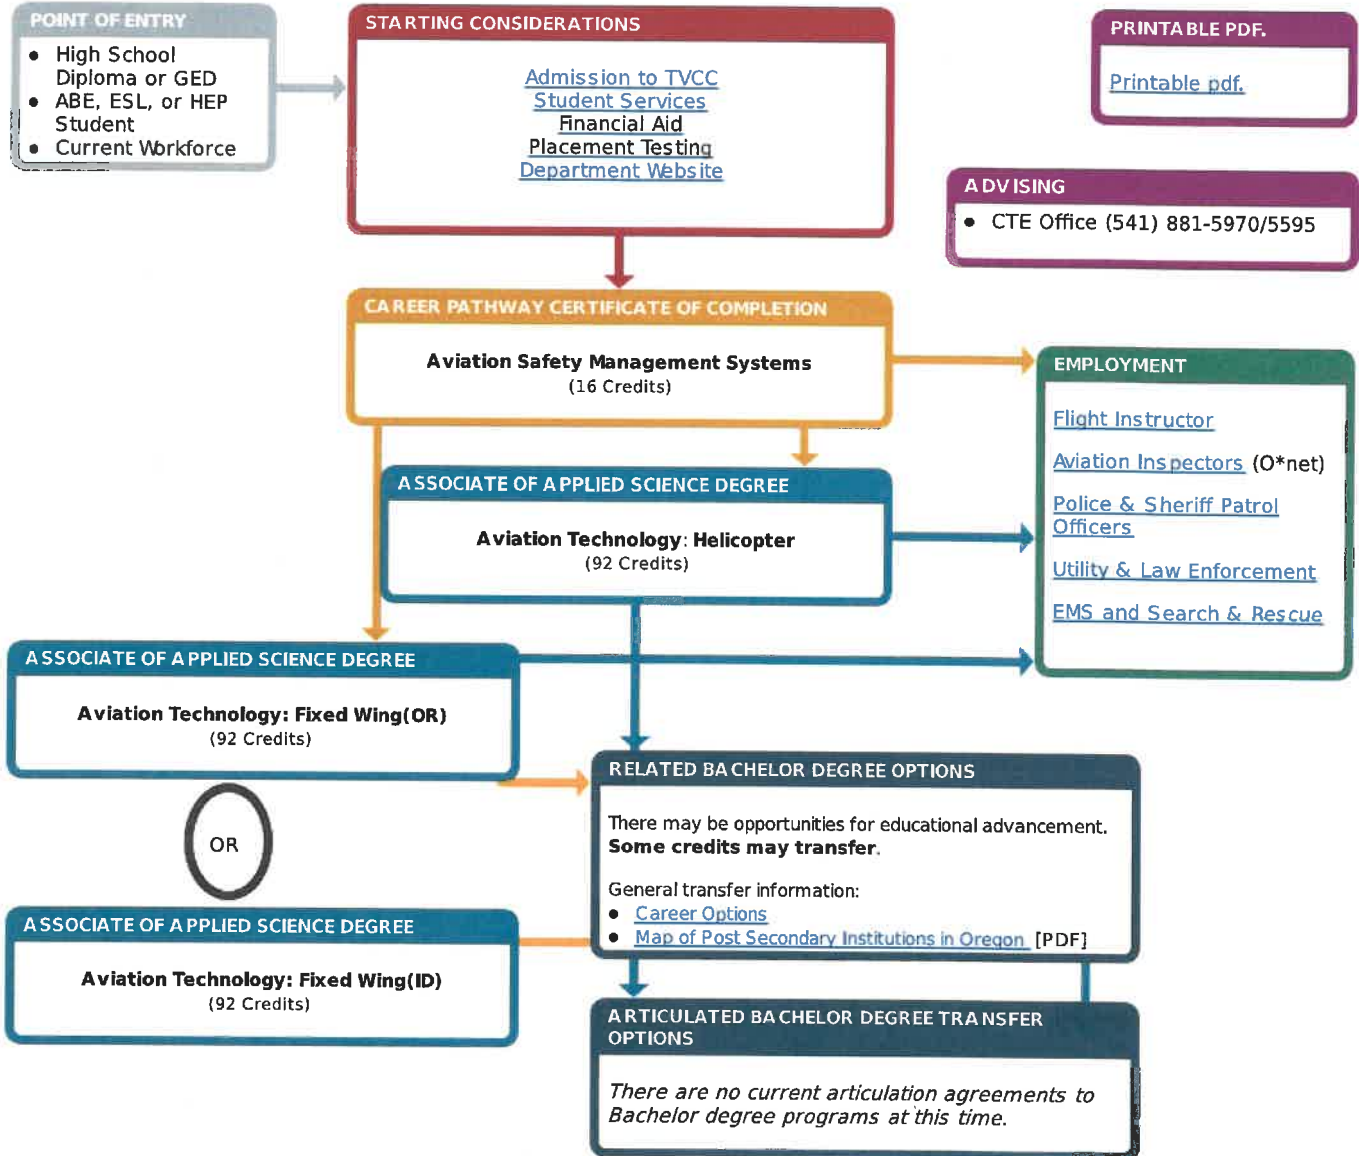 POINT OF ENTRY
● High School
Diploma or GED
● ABE, ESL, or HEP
Student
● Current Workforce
STARTING CONSIDERATIONS
Admission to TVCC
Student Services
Financial Aid
Placement Testing
Department Website
PRINTABLE PDF.
Printable pdf.
ADVISING
● CTE Office (541) 881-5970/5595
CAREER PATHWAY CERTIFICATE OF COMPLETION
Aviation Safety Management Systems
(16 Credits)
EMPLOYMENT
Flight Instructor
Aviation Inspectors (O*net)
Police & Sheriff Patrol
Officers
Utility & Law Enforcement
EMS and Search & Rescue
ASSOCIATE OF APPLIED SCIENCE DEGREE
Aviation Technology: Helicopter
(92 Credits)
ASSOCIATE OF APPLIED SCIENCE DEGREE
Aviation Technology: Fixed Wing(OR)
(92 Credits)
OR
ASSOCIATE OF APPLIED SCIENCE DEGREE
Aviation Technology: Fixed Wing(ID)
(92 Credits)
RELATED BACHELOR DEGREE OPTIONS
There may be opportunities for educational advancement.
Some credits may transfer.
General transfer information:
● Career Options
● Map of Post Secondary Institutions in Oregon [PDF]
ARTICULATED BACHELOR DEGREE TRANSFER
OPTIONS
There are no current articulation agreements to
Bachelor degree programs at this time.